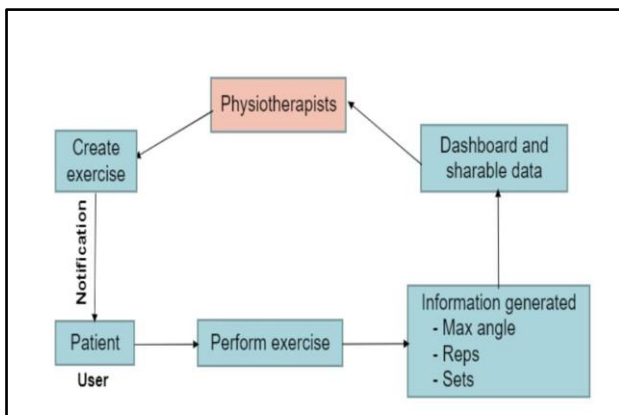 Physiotherapists
Create
exercise
Dashboard and
sharable data
Notification
Information generated
- Max angle
- Reps
- Sets
Patient
Perform exercise
User